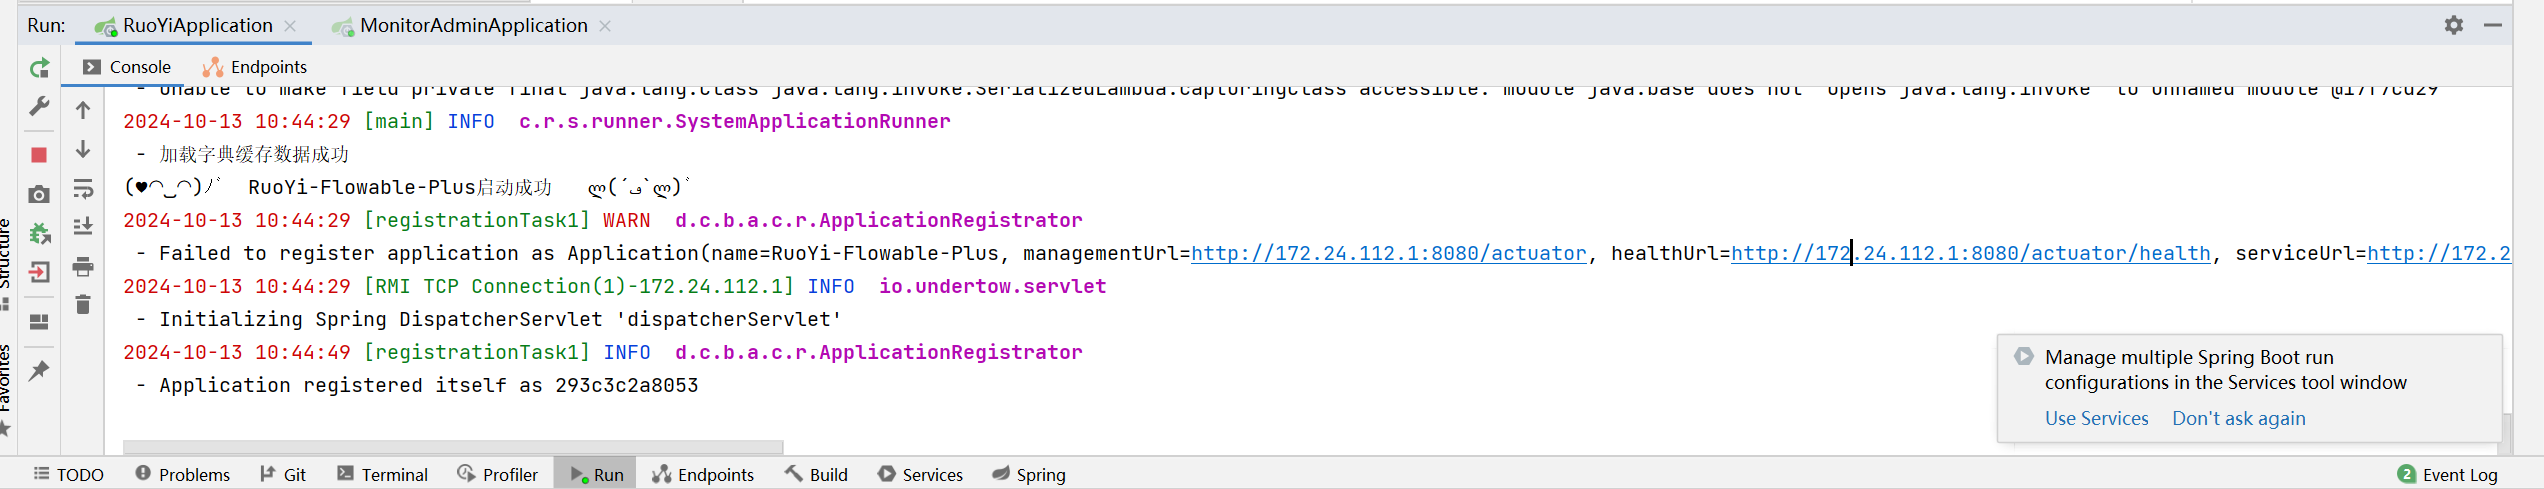 Run: RuoYiApplication MonitorAdminApplication
Console Endpoints
- Unable to make field private final java.lang.Class java.lang.invoke.SerializedLambda.capturingClass accessible: module java.base does not "opens java.lang.invoke" to unnamed module @17f7cd29
2024-10-13 10:44:29 [main] INFO c.r.s.runner.SystemApplicationRunner
- 加载字典缓存数据成功
(♥◠‿◠)ノ゙ RuoYi-Flowable-Plus启动成功 ლ(´ڡ`ლ)゙
2024-10-13 10:44:29 [registrationTask1] WARN d.c.b.a.c.r.ApplicationRegistrator
- Failed to register application as Application(name=RuoYi-Flowable-Plus, managementUrl=http://172.24.112.1:8080/actuator, healthUrl=http://172.24.112.1:8080/actuator/health, serviceUrl=http://172.2
2024-10-13 10:44:29 [RMI TCP Connection(1)-172.24.112.1] INFO io.undertow.servlet
- Initializing Spring DispatcherServlet 'dispatcherServlet'
2024-10-13 10:44:49 [registrationTask1] INFO d.c.b.a.c.r.ApplicationRegistrator
- Application registered itself as 293c3c2a8053
Manage multiple Spring Boot run
configurations in the Services tool window
Use Services Don't ask again
Structure
Favorites
TODO Problems Git Terminal Profiler Run Endpoints Build Services Spring 2 Event Log